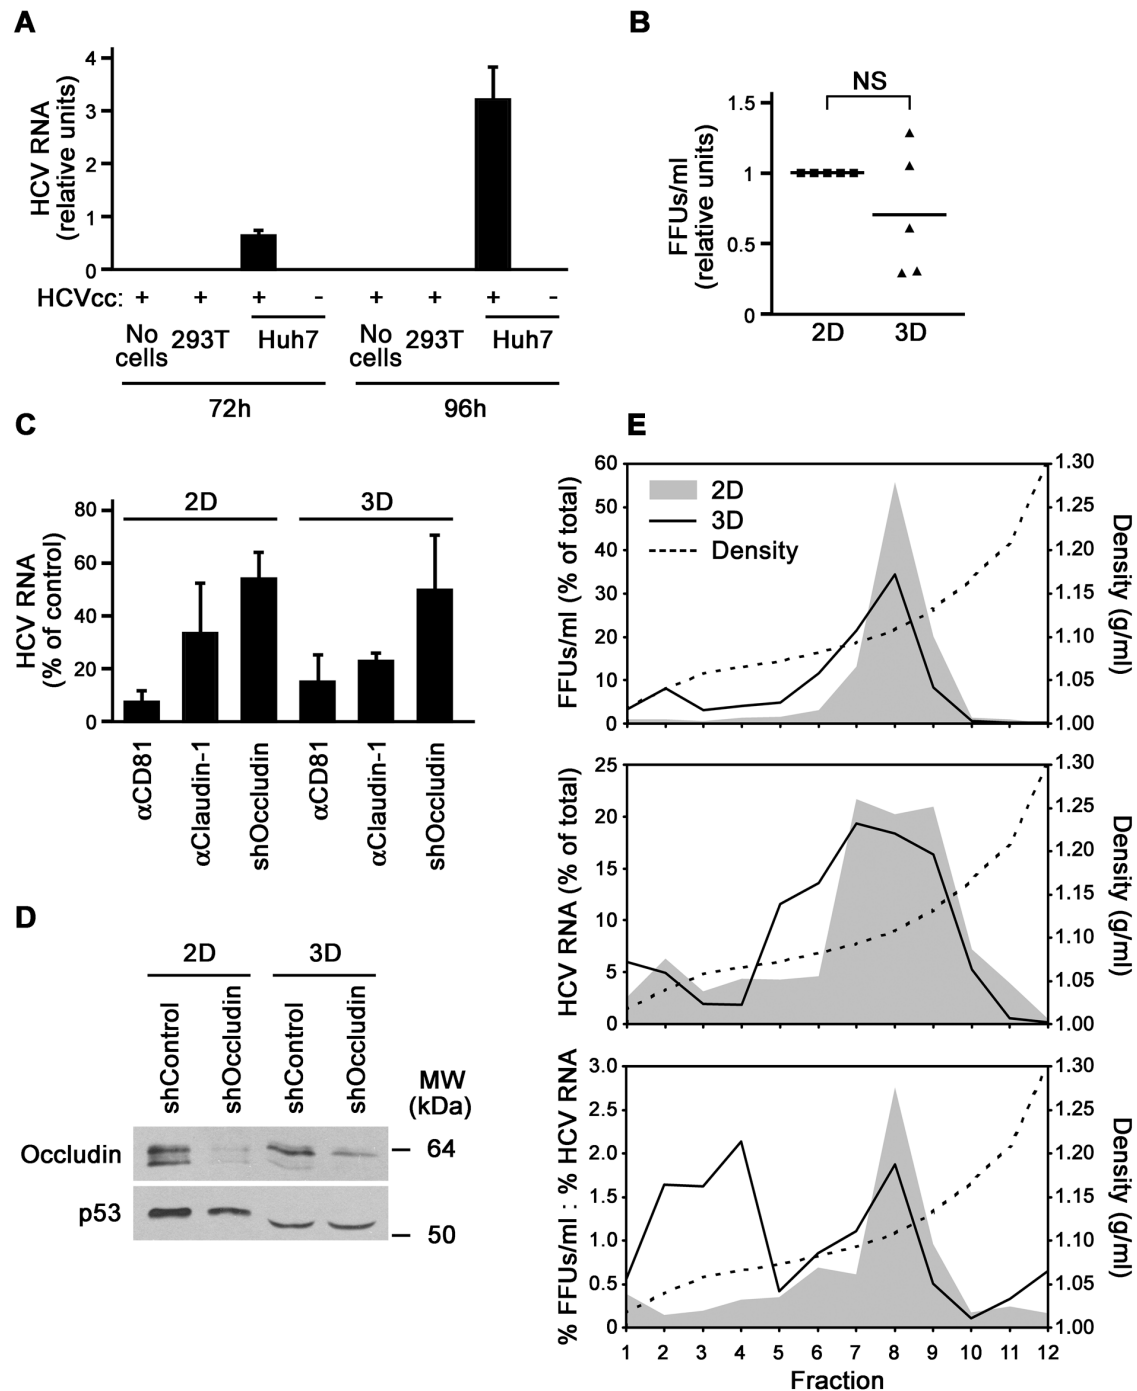 A
HCV RNA
(relative units)
4
3
2
1
0
HCVcc: + + + - + + + -
No cells 293T Huh7 No cells 293T Huh7
72h 96h
B
NS
FFUs/ml
(relative units)
1.5
1
0.5
0
2D 3D
C
2D 3D
HCV RNA
(% of control)
80
60
40
20
0
αCD81
αClaudin-1
shOccludin
αCD81
αClaudin-1
shOccludin
D
2D 3D
shControl
shOccludin
shControl
shOccludin
MW
(kDa)
Occludin
64
p53
50
E
FFUs/ml (% of total)
60
50
40
30
20
10
0
2D
3D
Density
1.30
1.25
1.20
1.15
1.10
1.05
1.00
Density (g/ml)
HCV RNA (% of total)
25
20
15
10
5
0
1.30
1.25
1.20
1.15
1.10
1.05
1.00
Density (g/ml)
% FFUs/ml : % HCV RNA
3.0
2.5
2.0
1.5
1.0
0.5
0
1.30
1.25
1.20
1.15
1.10
1.05
1.00
Density (g/ml)
1 2 3 4 5 6 7 8 9 10 11 12
Fraction